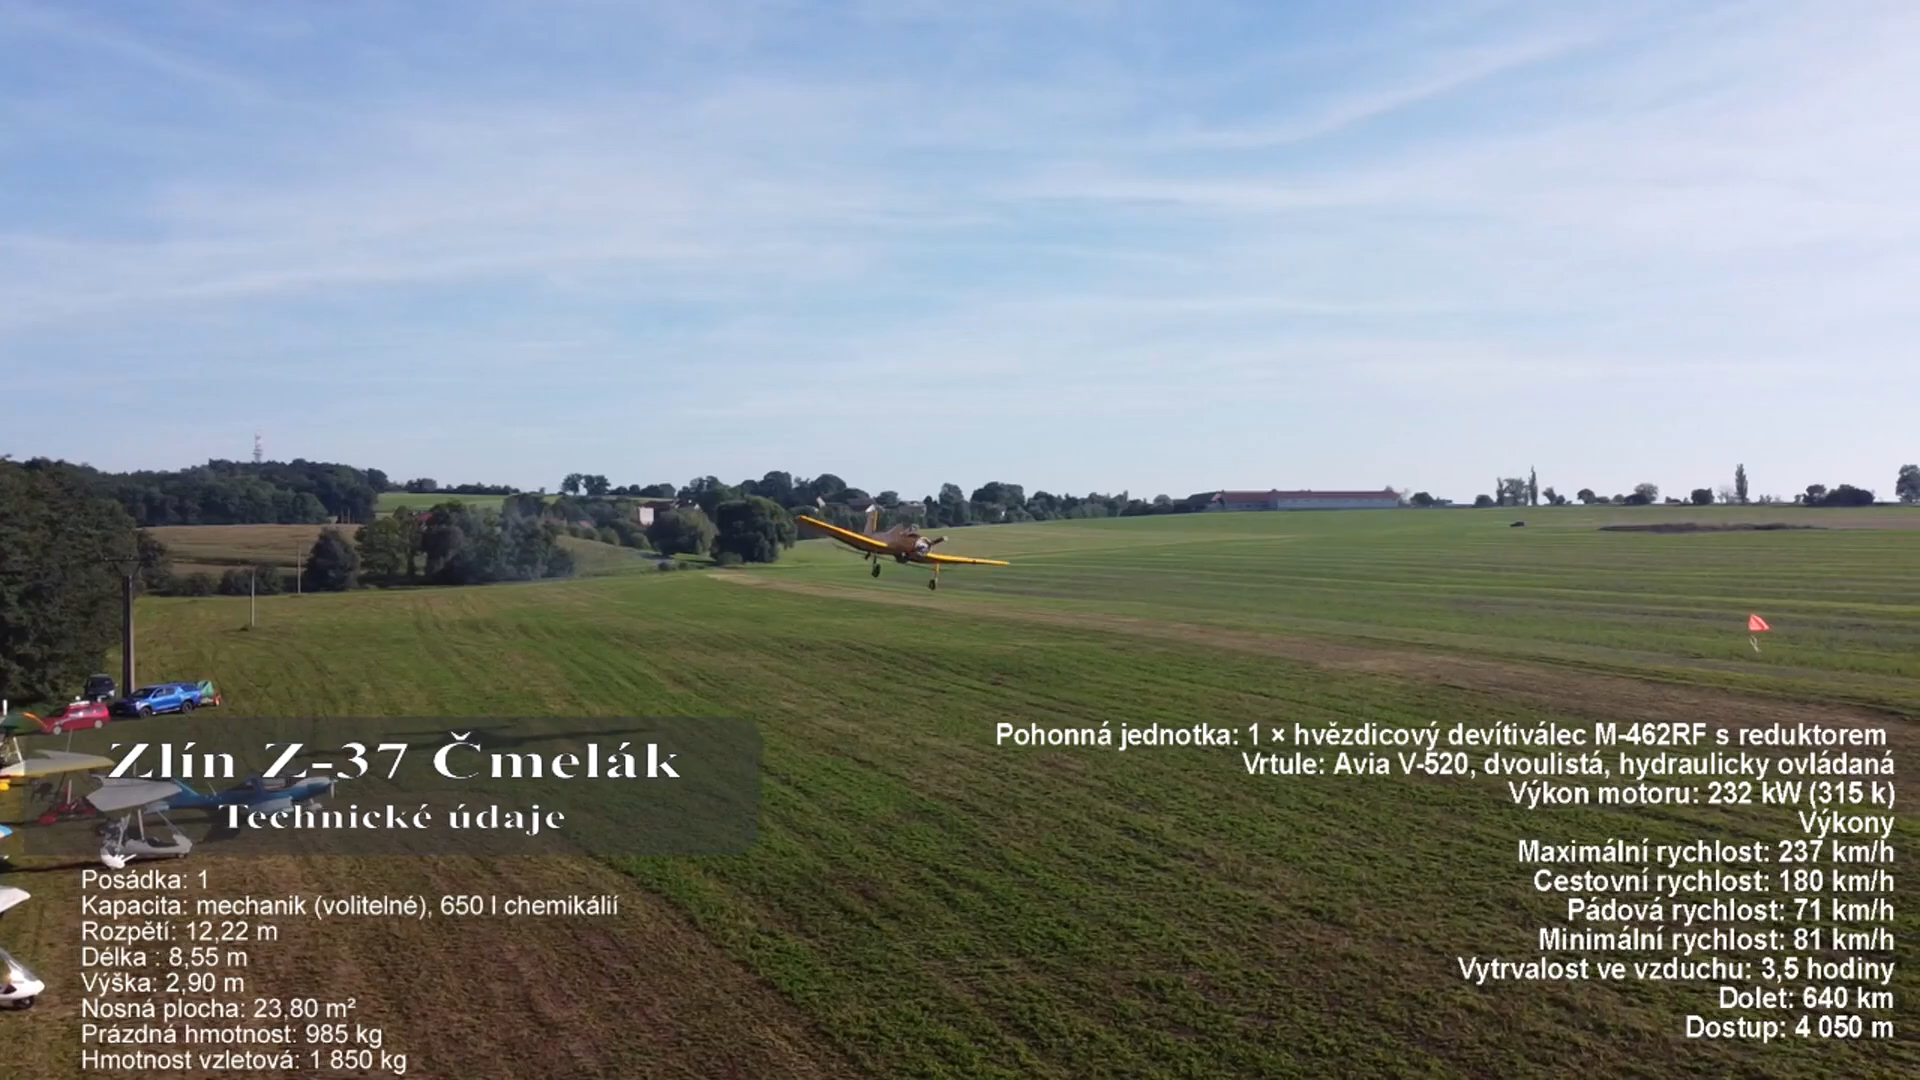 Zlín Z-37 Čmelák
Technické údaje
Posádka: 1
Kapacita: mechanik (volitelné), 650 l chemikálií
Rozpětí: 12,22 m
Délka : 8,55 m
Výška: 2,90 m
Nosná plocha: 23,80 m²
Prázdná hmotnost: 985 kg
Hmotnost vzletová: 1 850 kg
Pohonná jednotka: 1 × hvězdicový devítiválec M-462RF s reduktorem
Vrtule: Avia V-520, dvoulistá, hydraulicky ovládaná
Výkon motoru: 232 kW (315 k)
Výkony
Maximální rychlost: 237 km/h
Cestovní rychlost: 180 km/h
Pádová rychlost: 71 km/h
Minimální rychlost: 81 km/h
Vytrvalost ve vzduchu: 3,5 hodiny
Dolet: 640 km
Dostup: 4 050 m